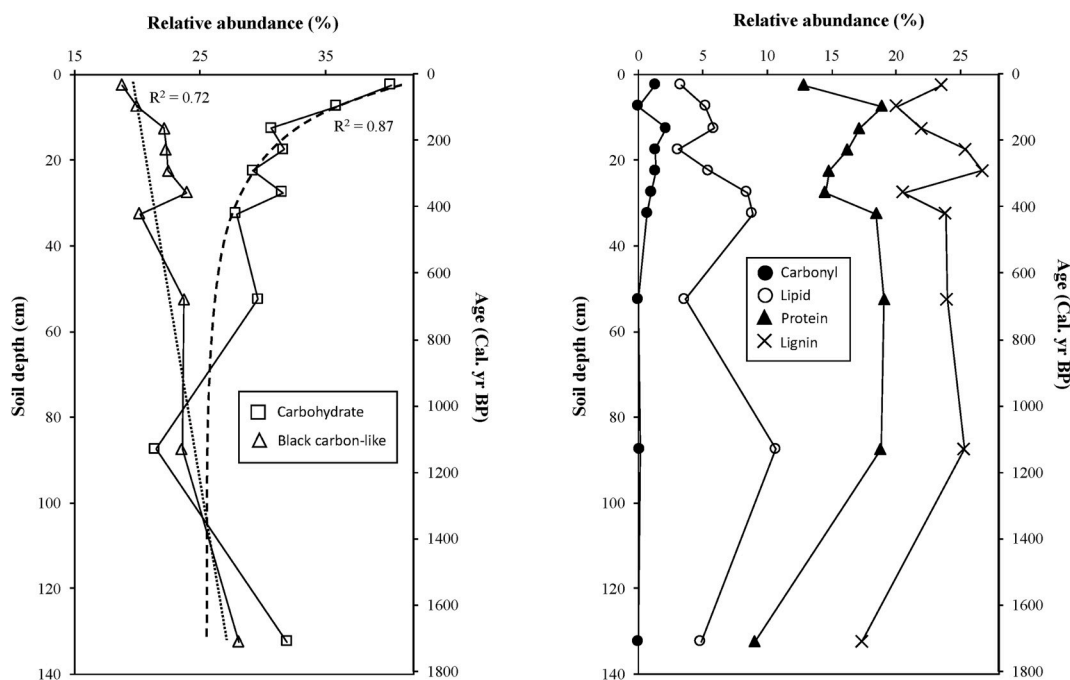 Relative abundance (%)
15 25 35
0
20
40
60
80
100
120
140
Soil depth (cm)
R² = 0.72
R² = 0.87
Carbohydrate
Black carbon-like
0
200
400
600
800
1000
1200
1400
1600
1800
Age (Cal. yr BP)
Relative abundance (%)
0 5 10 15 20 25
0
20
40
60
80
100
120
140
Soil depth (cm)
Carbonyl
Lipid
Protein
Lignin
0
200
400
600
800
1000
1200
1400
1600
1800
Age (Cal. yr BP)